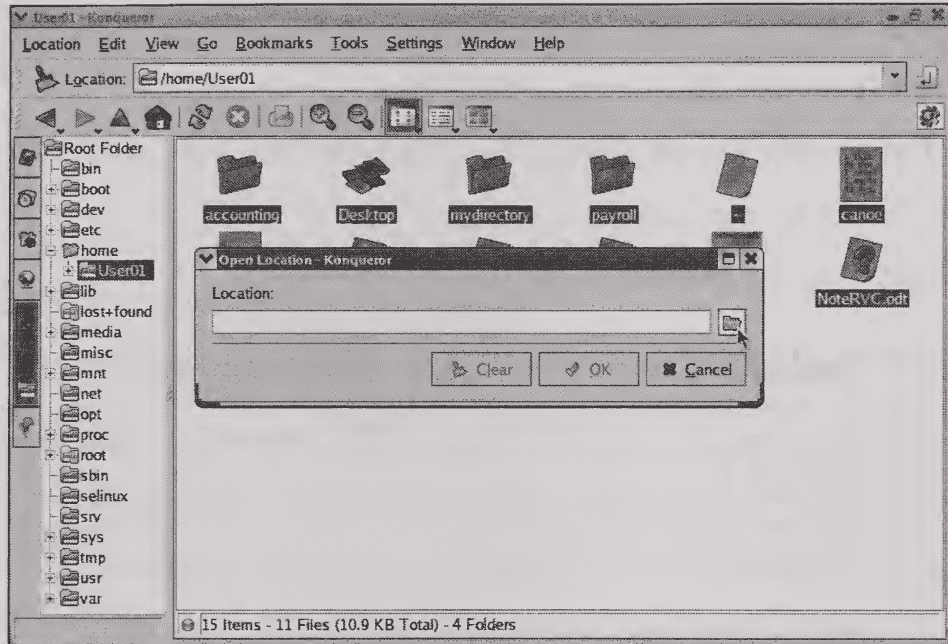 User01 - Konqueror
Location Edit View Go Bookmarks Tools Settings Window Help
Location: /home/User01
Root Folder
bin
boot
dev
etc
home
User01
lib
lost+found
media
misc
mnt
net
opt
proc
root
sbin
selinux
srv
sys
tmp
usr
var
accounting Desktop mydirectory payroll canoe
NoteRVC.odt
Open Location - Konqueror
Location:
Clear OK Cancel
15 Items - 11 Files (10.9 KB Total) - 4 Folders